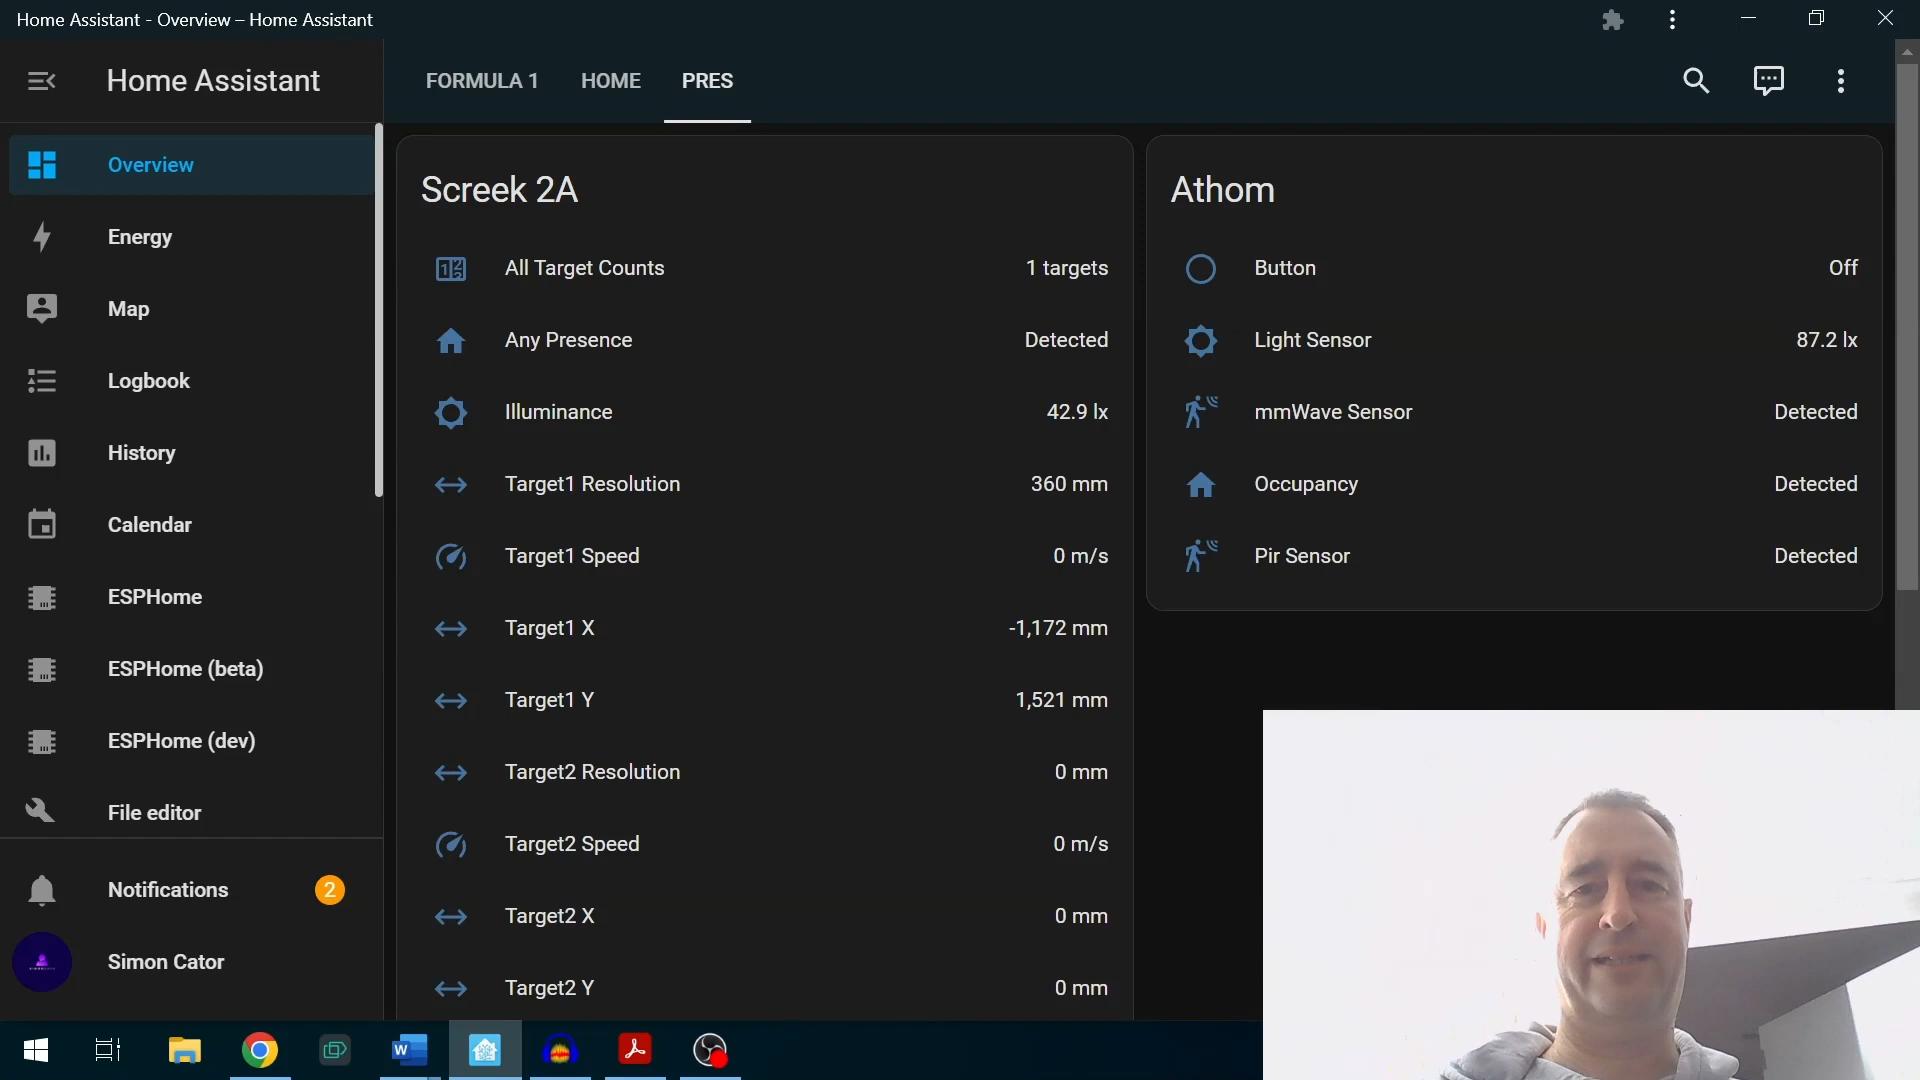 Home Assistant - Overview – Home Assistant
Home Assistant
FORMULA 1
HOME
PRES
Overview
Energy
Map
Logbook
History
Calendar
ESPHome
ESPHome (beta)
ESPHome (dev)
File editor
Notifications
2
Simon Cator
Screek 2A
All Target Counts 1 targets
Any Presence Detected
Illuminance 42.9 lx
Target1 Resolution 360 mm
Target1 Speed 0 m/s
Target1 X -1,172 mm
Target1 Y 1,521 mm
Target2 Resolution 0 mm
Target2 Speed 0 m/s
Target2 X 0 mm
Target2 Y 0 mm
Athom
Button Off
Light Sensor 87.2 lx
mmWave Sensor Detected
Occupancy Detected
Pir Sensor Detected
W